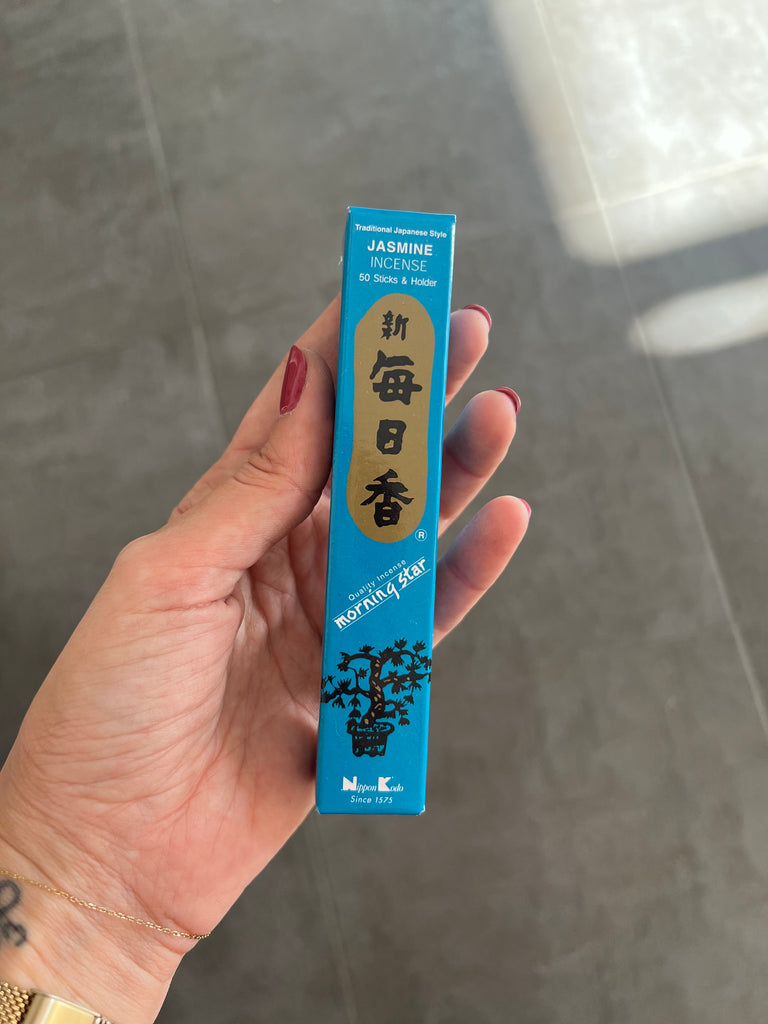 Traditional Japanese Style
JASMINE
INCENSE
50 Sticks & Holder
新
毎
日
香
®
Quality Incense
morning star
Nippon Kodo
Since 1575